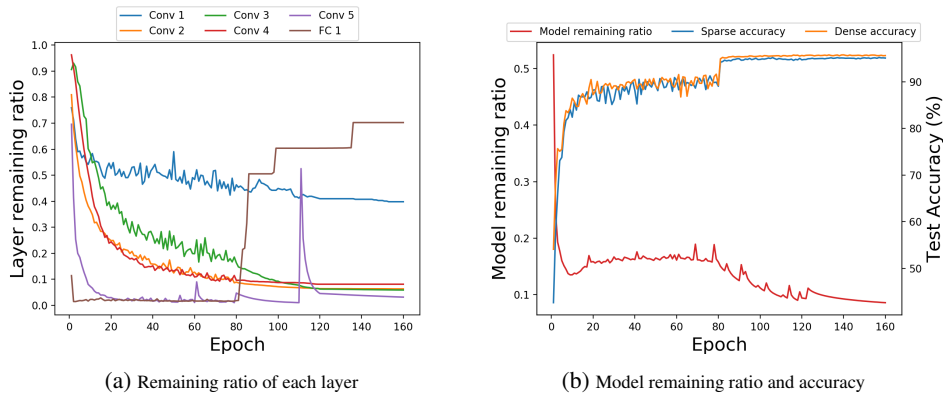 Conv 1 Conv 3 Conv 5
Conv 2 Conv 4 FC 1
Layer remaining ratio
1.0
0.9
0.8
0.7
0.6
0.5
0.4
0.3
0.2
0.1
0.0
0 20 40 60 80 100 120 140 160
Epoch
(a) Remaining ratio of each layer
Model remaining ratio Sparse accuracy Dense accuracy
Model remaining ratio
0.5
0.4
0.3
0.2
0.1
90
80
70
60
50
Test Accuracy (%)
0 20 40 60 80 100 120 140 160
Epoch
(b) Model remaining ratio and accuracy